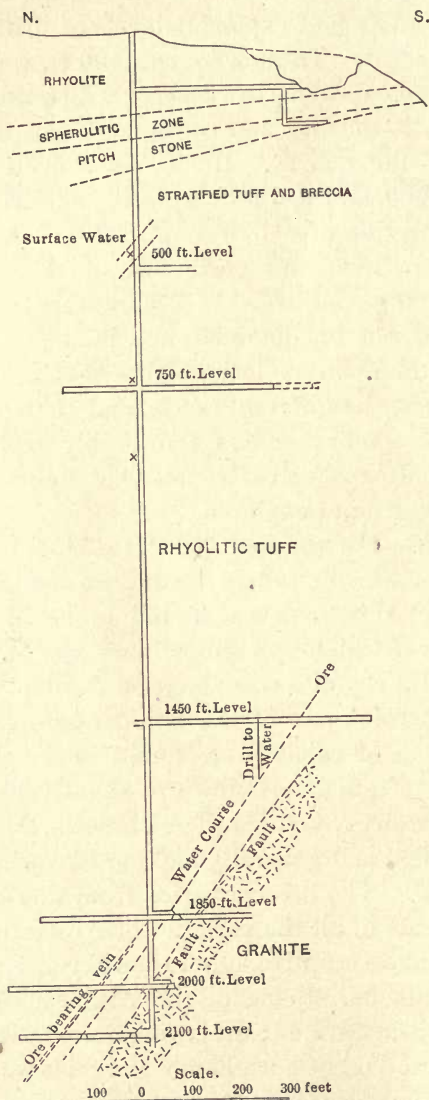 N. S.
RHYOLITE
SPHERULITIC ZONE
PITCH STONE
STRATIFIED TUFF AND BRECCIA
Surface Water
x 500 ft. Level
x 750 ft. Level
x
RHYOLITIC TUFF
Ore
1450 ft. Level
Drill to
Water
Water Course
Fault
1850-ft. Level
GRANITE
Fault
Ore bearing vein
2000 ft. Level
2100 ft. Level
Scale.
100 0 100 200 300 feet